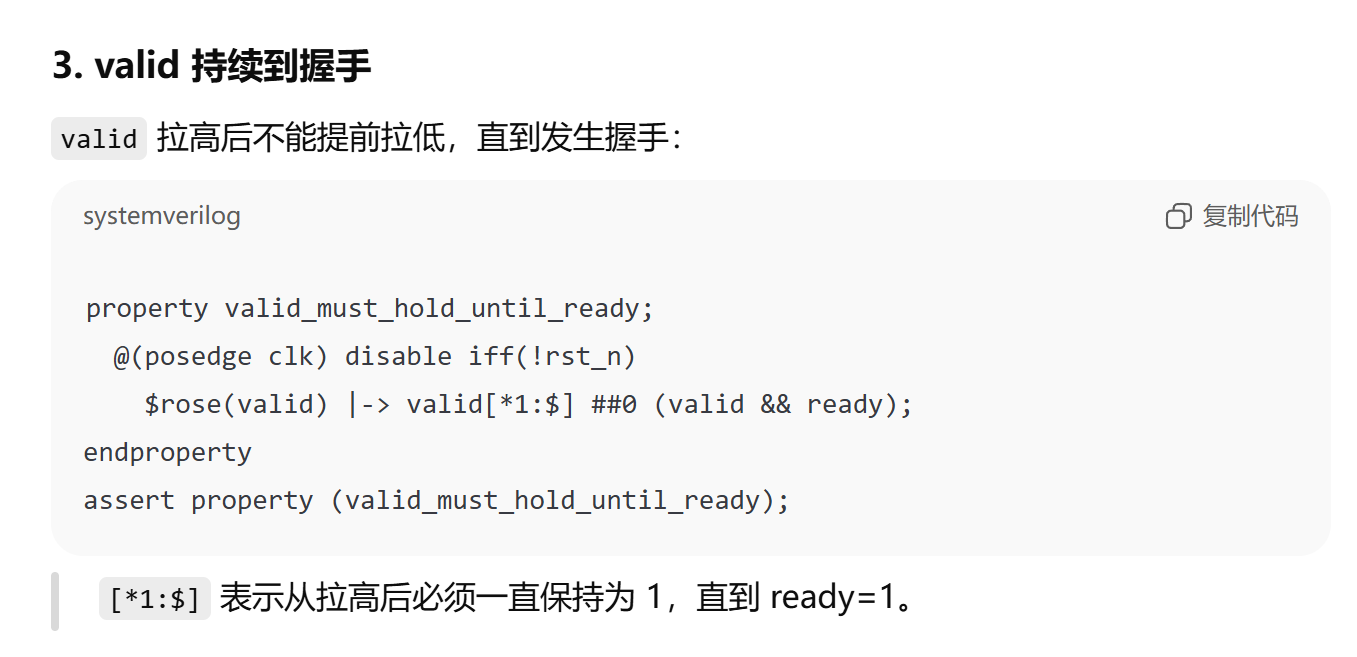 3. valid 持续到握手
valid 拉高后不能提前拉低，直到发生握手：
systemverilog
复制代码
property valid_must_hold_until_ready;
  @(posedge clk) disable iff(!rst_n)
    $rose(valid) |-> valid[*1:$] ##0 (valid && ready);
endproperty
assert property (valid_must_hold_until_ready);
[*1:$] 表示从拉高后必须一直保持为 1，直到 ready=1。